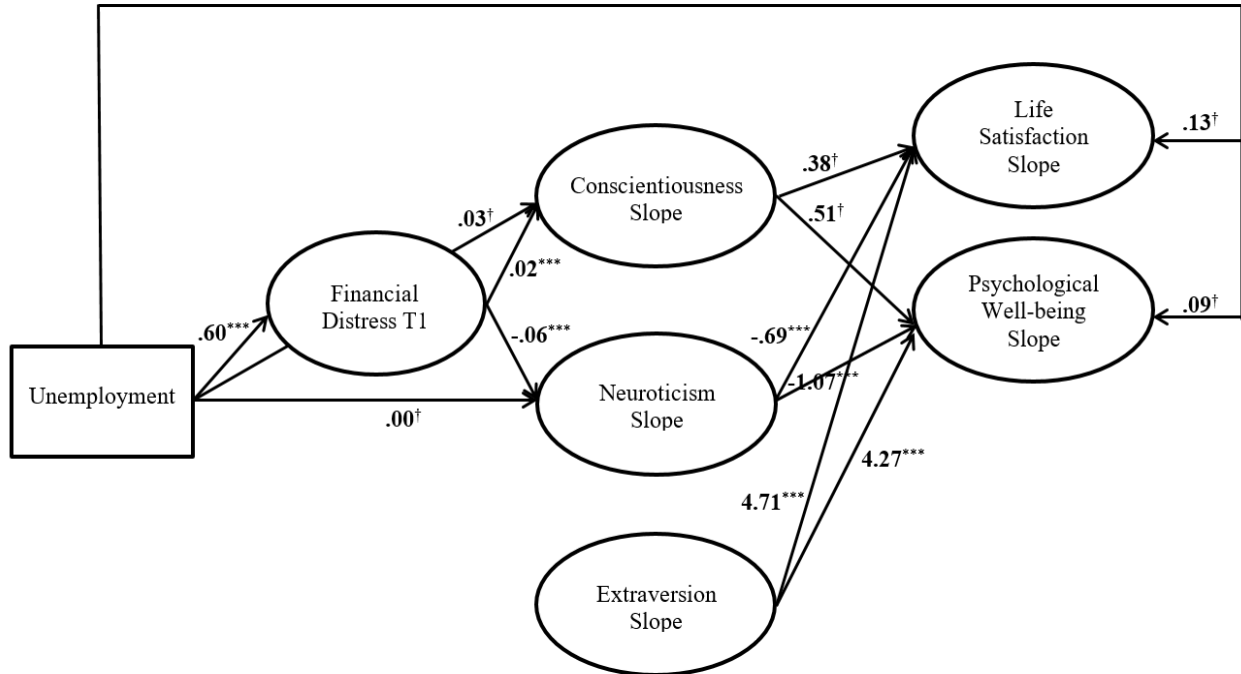 Life
Satisfaction
Slope
.13†
Conscientiousness
Slope
.38†
.51†
.03†
.02***
Financial
Distress T1
Psychological
Well-being
Slope
.09†
.60***
-.06***
-.69***
Unemployment
Neuroticism
Slope
-1.07***
.00†
4.27***
4.71***
Extraversion
Slope